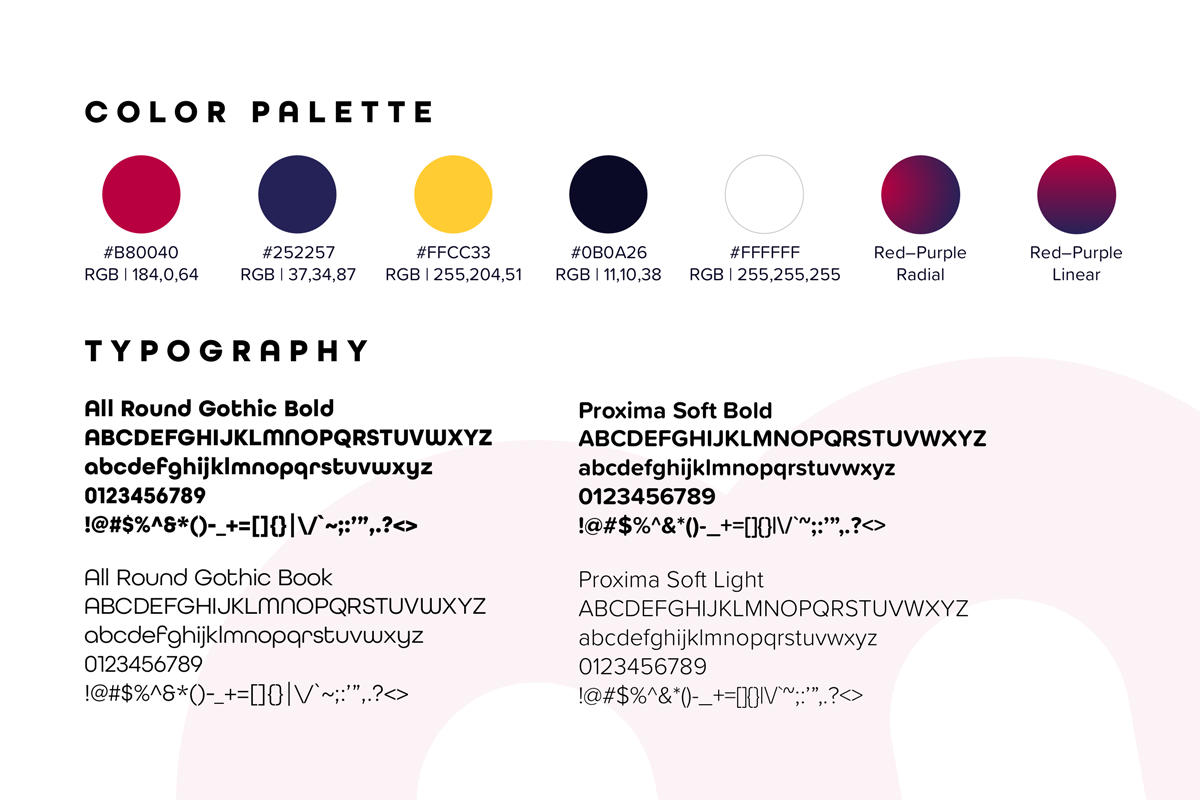 COLOR PALETTE
#B80040
RGB | 184,0,64
#252257
RGB | 37,34,87
#FFCC33
RGB | 255,204,51
#0B0A26
RGB | 11,10,38
#FFFFFF
RGB | 255,255,255
Red–Purple
Radial
Red–Purple
Linear
TYPOGRAPHY
All Round Gothic Bold
ABCDEFGHIJKLMNOPQRSTUVWXYZ
abcdefghijklmnopqrstuvwxyz
0123456789
!@#$%^&*()-_+=[]{}|\/`~;:’”,.?<>
Proxima Soft Bold
ABCDEFGHIJKLMNOPQRSTUVWXYZ
abcdefghijklmnopqrstuvwxyz
0123456789
!@#$%^&*()-_+=[]{}|\/`~;:’”,.?<>
All Round Gothic Book
ABCDEFGHIJKLMNOPQRSTUVWXYZ
abcdefghijklmnopqrstuvwxyz
0123456789
!@#$%^&*()-_+=[]{}|\/`~;:’”,.?<>
Proxima Soft Light
ABCDEFGHIJKLMNOPQRSTUVWXYZ
abcdefghijklmnopqrstuvwxyz
0123456789
!@#$%^&*()-_+=[]{}|\/`~;:’”,.?<>